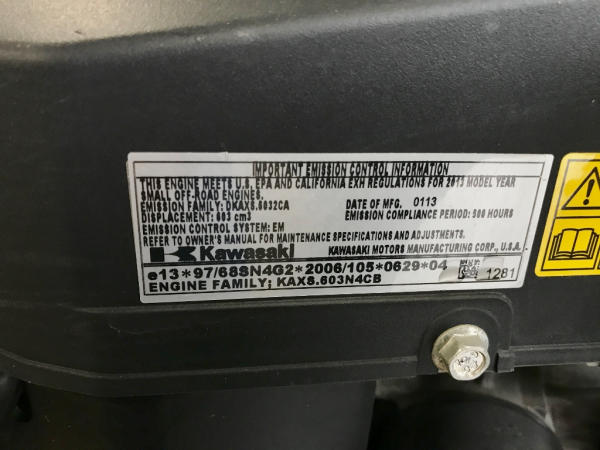 IMPORTANT EMISSION CONTROL INFORMATION
THIS ENGINE MEETS U.S. EPA AND CALIFORNIA EXH REGULATIONS FOR 2013 MODEL YEAR
SMALL OFF-ROAD ENGINES.
EMISSION FAMILY: DKAXS.6032CA DATE OF MFG. 0113
DISPLACEMENT: 603 cm3 EMISSION COMPLIANCE PERIOD: 500 HOURS
EMISSION CONTROL SYSTEM: EM
REFER TO OWNER'S MANUAL FOR MAINTENANCE SPECIFICATIONS AND ADJUSTMENTS.
Kawasaki KAWASAKI MOTORS MANUFACTURING CORP., U.S.A.
e13*97/68SN4G2*2006/105*0629*04 1281
ENGINE FAMILY; KAXS.603N4CB